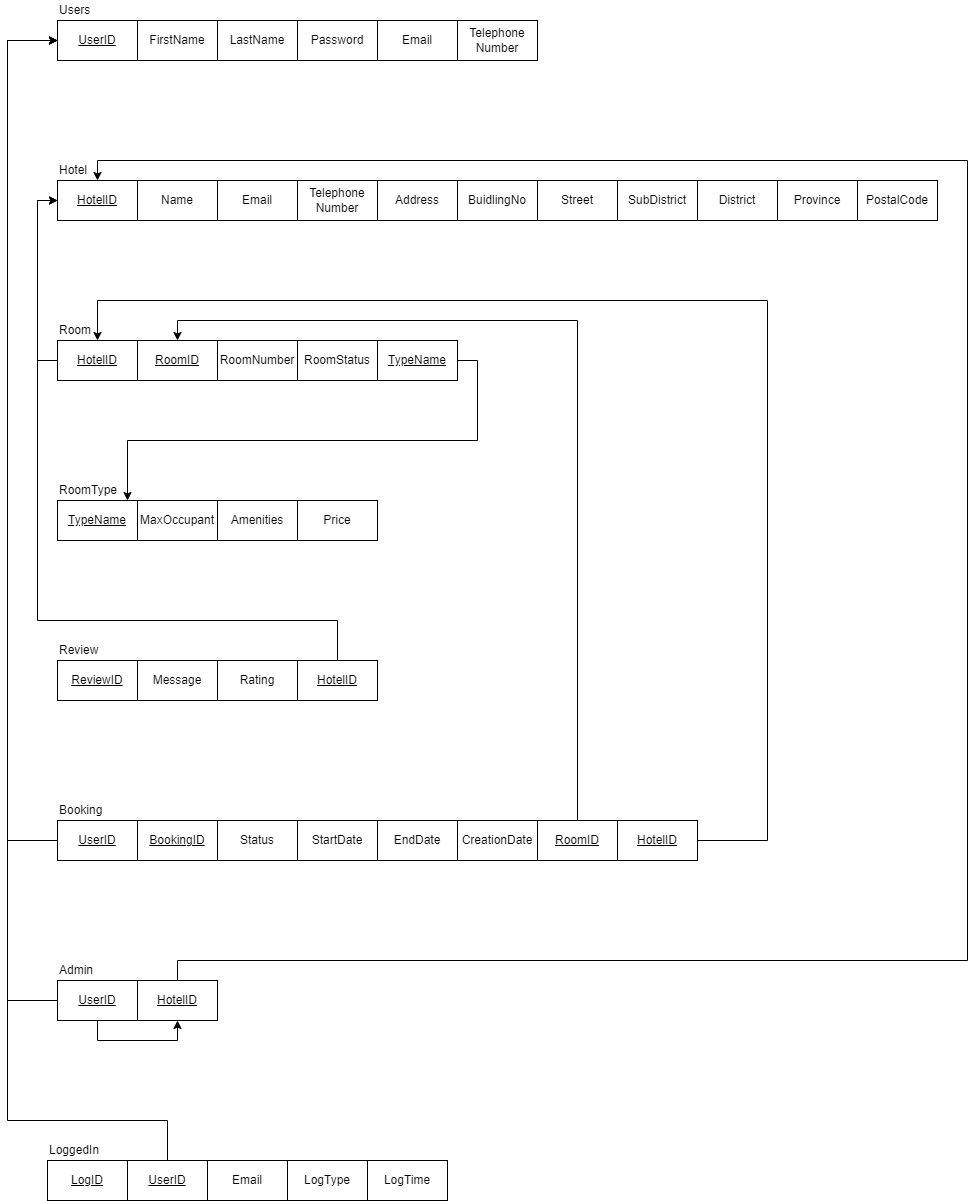 Users
UserID FirstName LastName Password Email Telephone Number
Hotel
HotelID Name Email Telephone Number Address BuidlingNo Street SubDistrict District Province PostalCode
Room
HotelID RoomID RoomNumber RoomStatus TypeName
RoomType
TypeName MaxOccupant Amenities Price
Review
ReviewID Message Rating HotelID
Booking
UserID BookingID Status StartDate EndDate CreationDate RoomID HotelID
Admin
UserID HotelID
LoggedIn
LogID UserID Email LogType LogTime